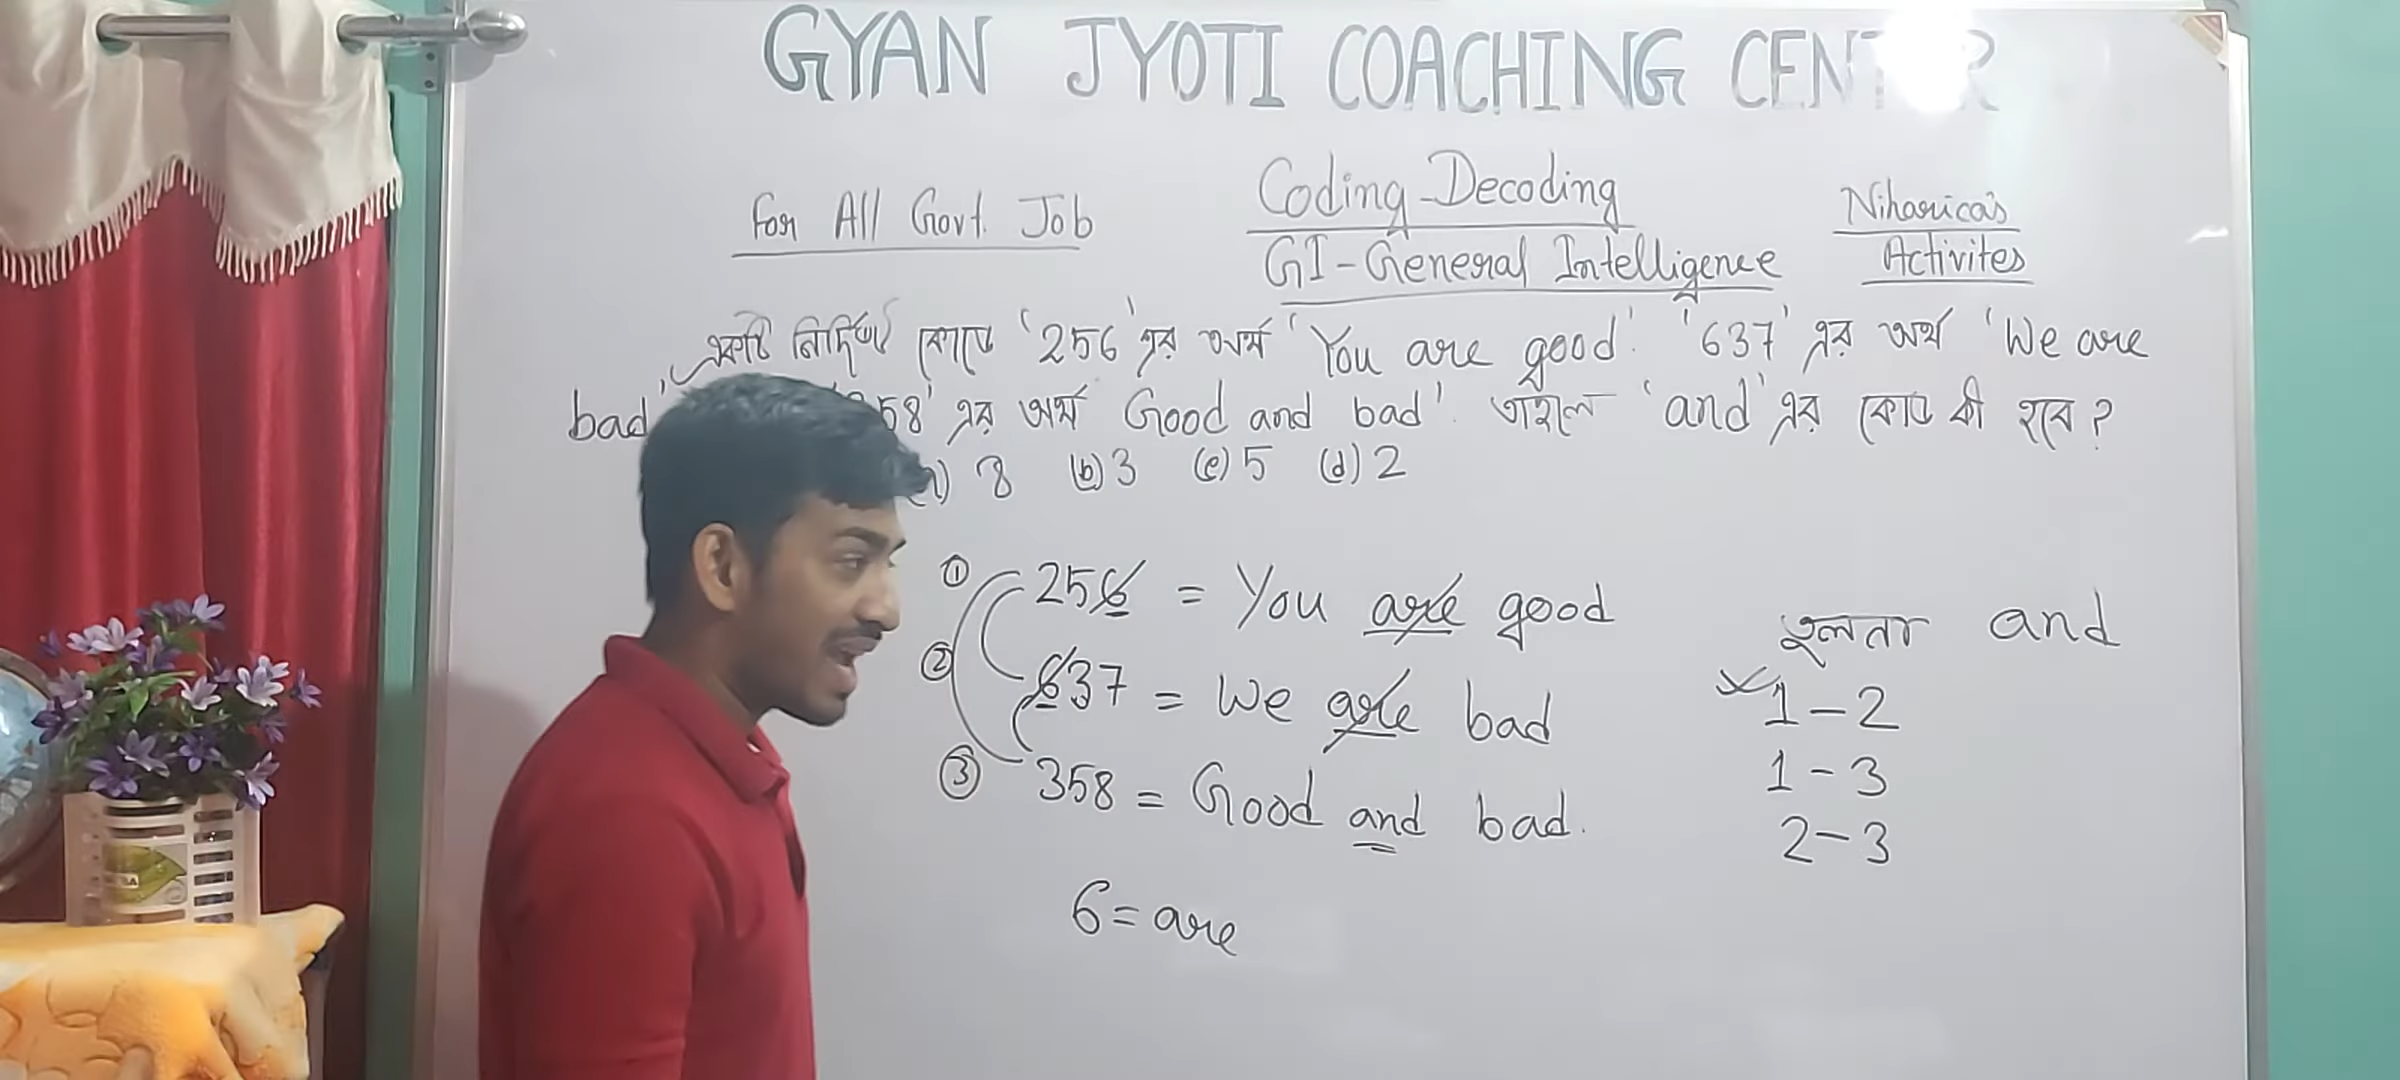 GYAN JYOTI COACHING CENTER
For All Govt. Job
Coding-Decoding
GI-General Intelligence
Niharica's
Activites
একটি নির্দিষ্ট কোডে '256' এর অর্থ 'You are good'. '637' এর অর্থ 'We are
bad', 58' এর অর্থ Good and bad'. তাহলে 'and' এর কোড কী হবে?
8 (b) 3 (c) 5 (d) 2
① 256 = You are good
② 637 = We are bad
③ 358 = Good and bad.
6 = are
তুলনা and
1-2
1-3
2-3